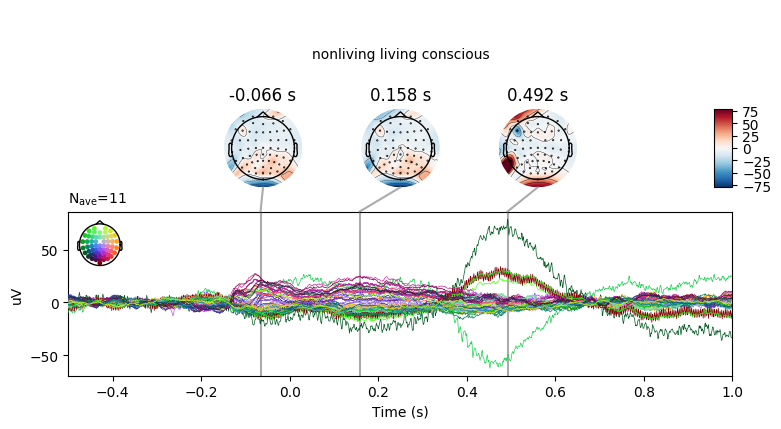 nonliving living conscious
-0.066 s 0.158 s 0.492 s
75
50
25
0
−25
−50
−75
Nave=11
50
0
−50
uV
−0.4 −0.2 0.0 0.2 0.4 0.6 0.8 1.0
Time (s)